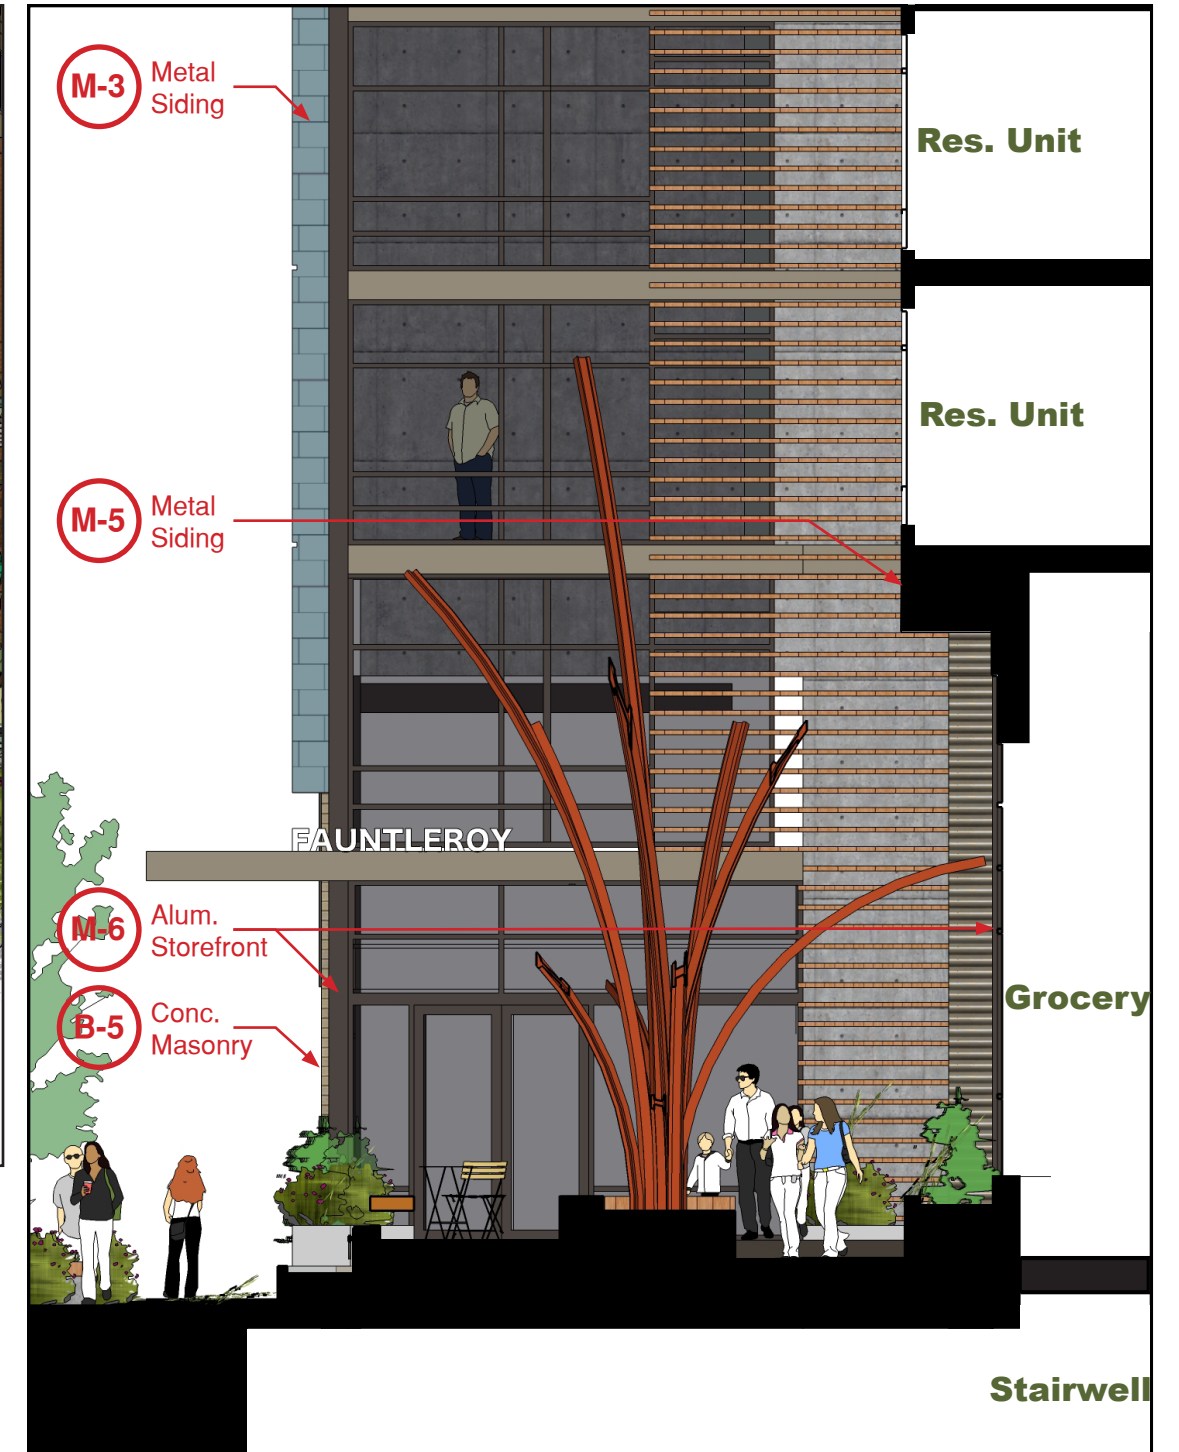 M-3
Metal
Siding
Res. Unit
Res. Unit
M-5
Metal
Siding
FAUNTLEROY
M-6
Alum.
Storefront
Grocery
B-5
Conc.
Masonry
Stairwell